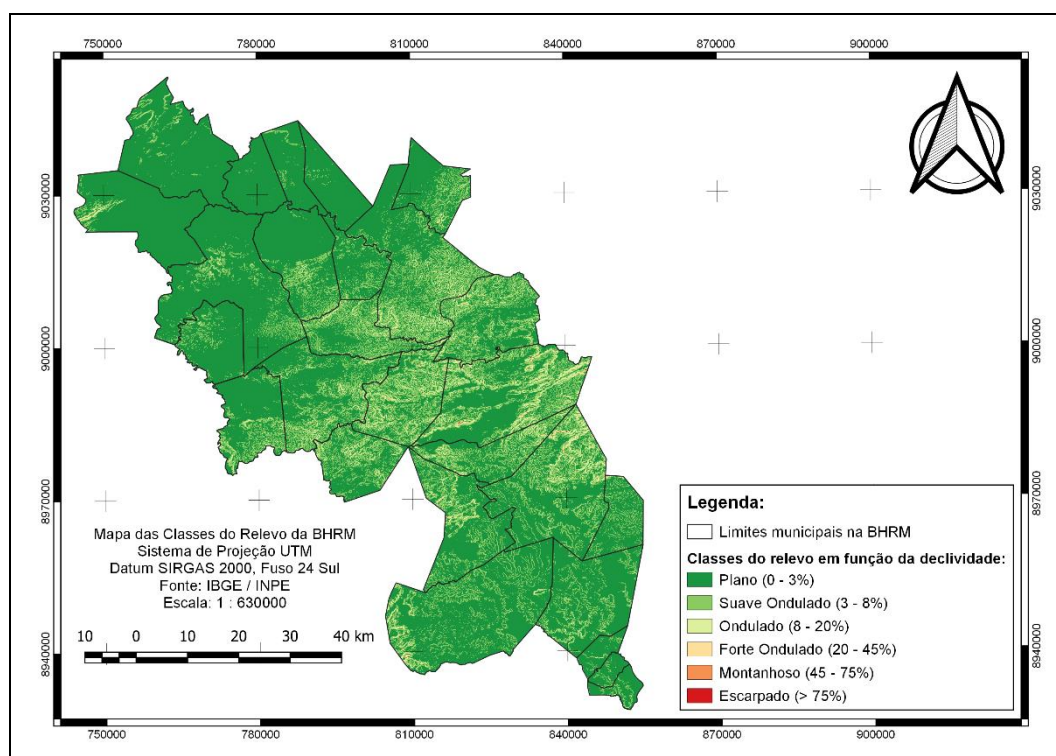 750000 780000 810000 840000 870000 900000
9030000 9030000
9000000 9000000
8970000 8970000
8940000 8940000
Mapa das Classes do Relevo da BHRM
Sistema de Projeção UTM
Datum SIRGAS 2000, Fuso 24 Sul
Fonte: IBGE / INPE
Escala: 1 : 630000
10 0 10 20 30 40 km
Legenda:
Limites municipais na BHRM
Classes do relevo em função da declividade:
Plano (0 - 3%)
Suave Ondulado (3 - 8%)
Ondulado (8 - 20%)
Forte Ondulado (20 - 45%)
Montanhoso (45 - 75%)
Escarpado (> 75%)
750000 780000 810000 840000 870000 900000